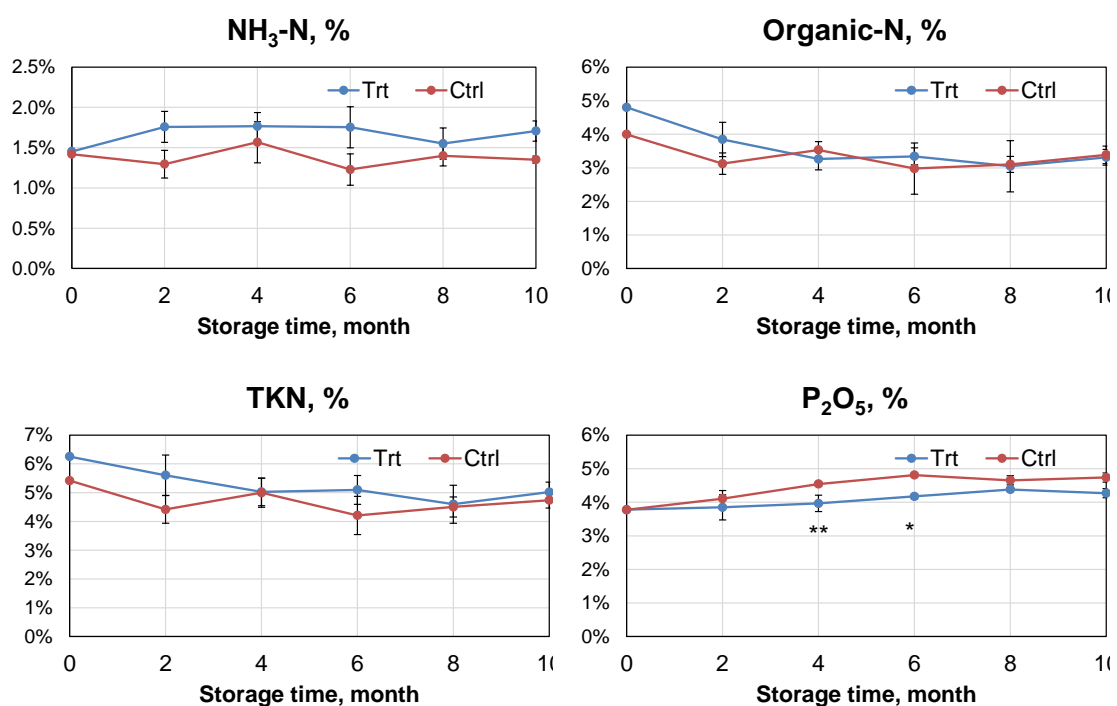 NH₃-N, %
2.5%
2.0%
1.5%
1.0%
0.5%
0.0%
Trt
Ctrl
0 2 4 6 8 10
Storage time, month
Organic-N, %
6%
5%
4%
3%
2%
1%
0%
Trt
Ctrl
0 2 4 6 8 10
Storage time, month
TKN, %
7%
6%
5%
4%
3%
2%
1%
0%
Trt
Ctrl
0 2 4 6 8 10
Storage time, month
P₂O₅, %
6%
5%
4%
3%
2%
1%
0%
Trt
Ctrl
** *
0 2 4 6 8 10
Storage time, month